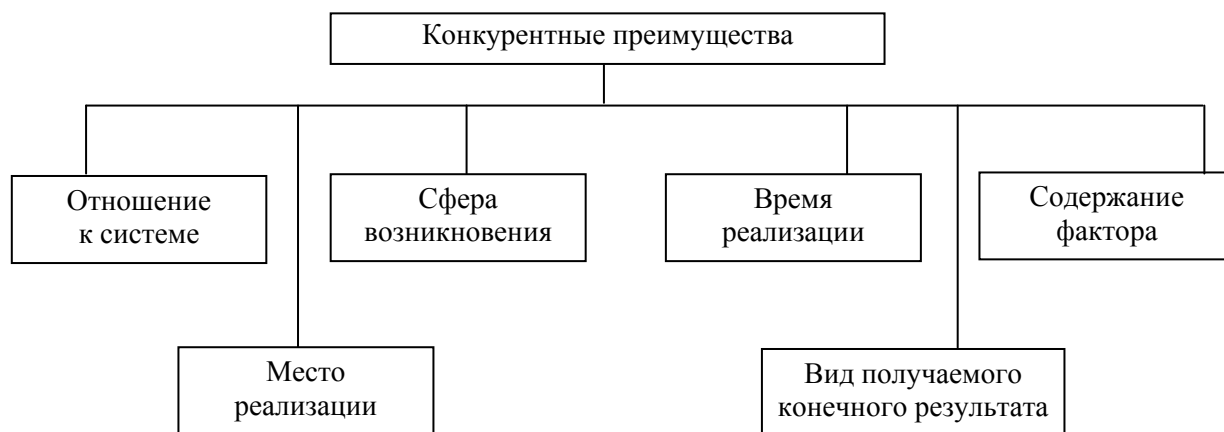 Конкурентные преимущества
Отношение
к системе
Сфера
возникновения
Время
реализации
Содержание
фактора
Место
реализации
Вид получаемого
конечного результата